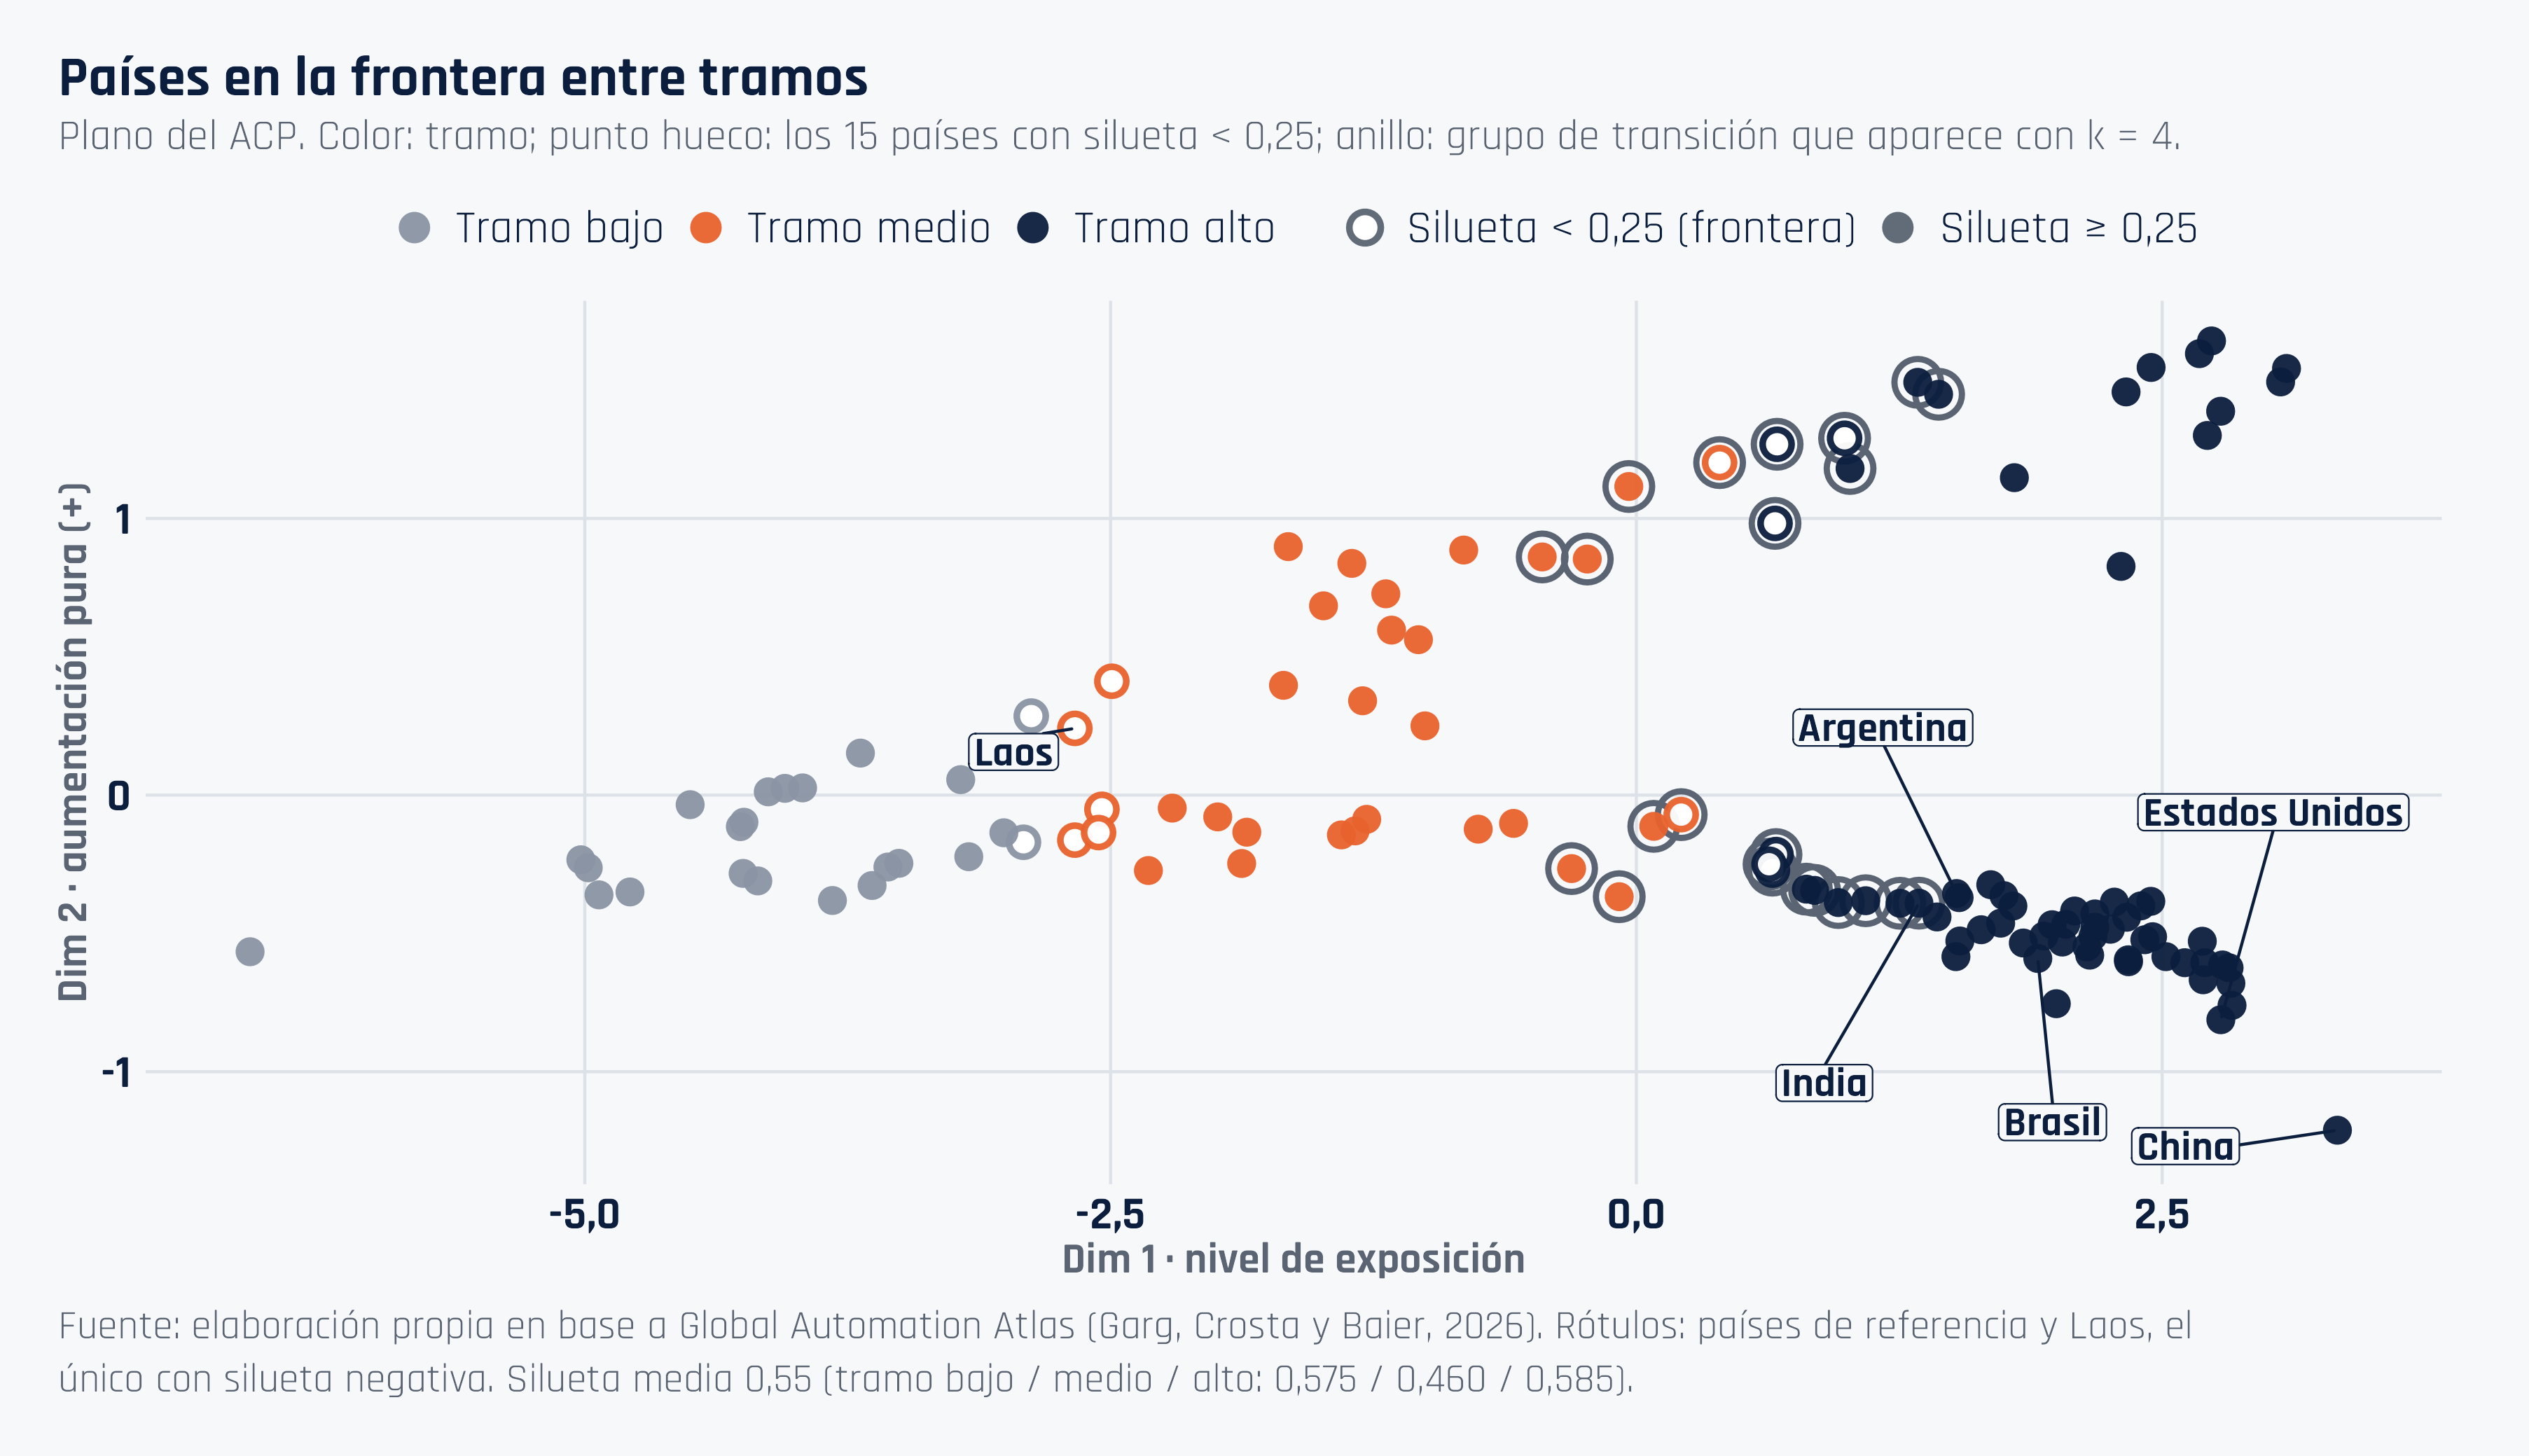 Países en la frontera entre tramos
Plano del ACP. Color: tramo; punto hueco: los 15 países con silueta < 0,25; anillo: grupo de transición que aparece con k = 4.
Tramo bajo Tramo medio Tramo alto Silueta < 0,25 (frontera) Silueta ≥ 0,25
Dim 2 · aumentación pura (+)
1
0
-1
Laos
Argentina
Estados Unidos
India
Brasil
China
-5,0 -2,5 0,0 2,5
Dim 1 · nivel de exposición
Fuente: elaboración propia en base a Global Automation Atlas (Garg, Crosta y Baier, 2026). Rótulos: países de referencia y Laos, el
único con silueta negativa. Silueta media 0,55 (tramo bajo / medio / alto: 0,575 / 0,460 / 0,585).